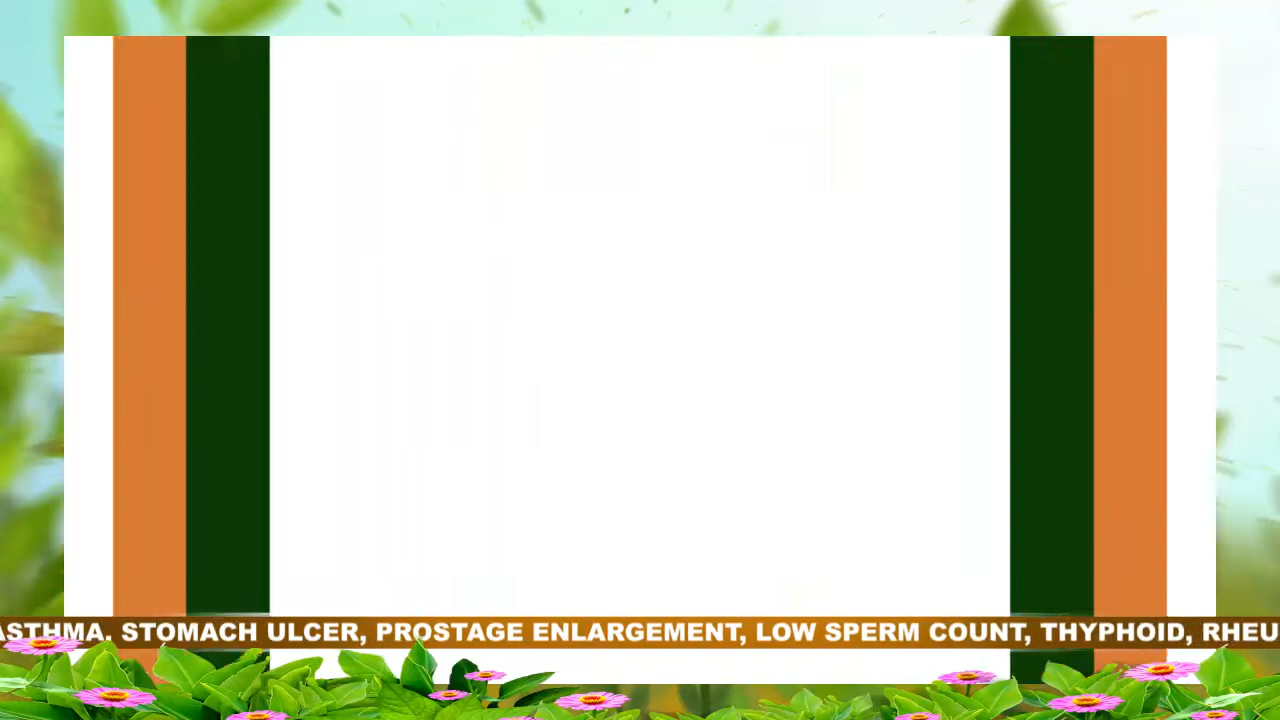 ASTHMA. STOMACH ULCER, PROSTAGE ENLARGEMENT, LOW SPERM COUNT, THYPHOID, RHEU